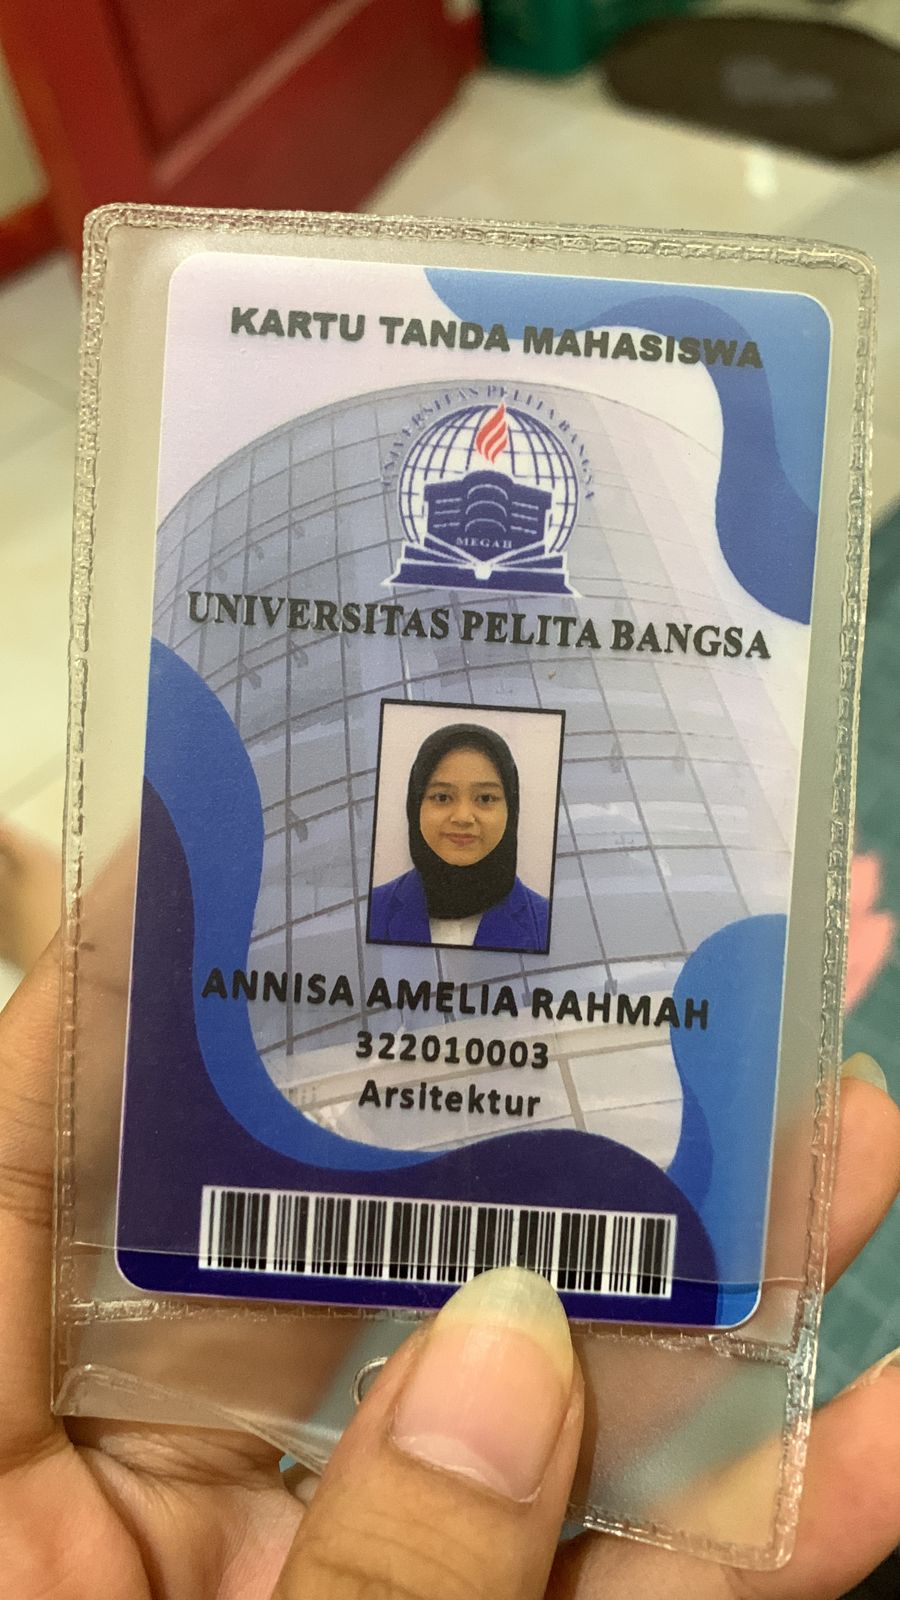 KARTU TANDA MAHASISWA
UNIVERSITAS PELITA BANGSA
MEGAH
UNIVERSITAS PELITA BANGSA
ANNISA AMELIA RAHMAH
322010003
Arsitektur